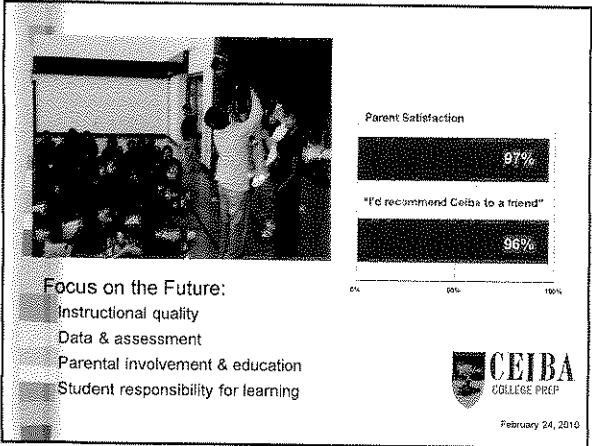 Parent Satisfaction
97%
"I'd recommend Ceiba to a friend"
96%
0%
50%
100%
Focus on the Future:
Instructional quality
Data & assessment
Parental involvement & education
Student responsibility for learning
CEIBA
COLLEGE PREP
February 24, 2010